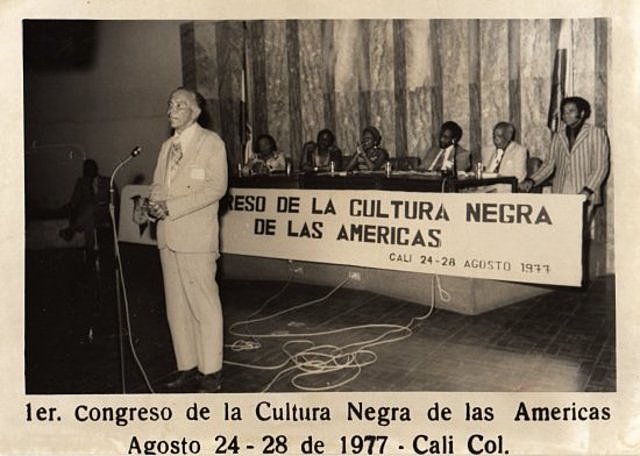 RESO DE LA CULTURA NEGRA
DE LAS AMERICAS
CALI 24-28 AGOSTO 1977
1er. Congreso de la Cultura Negra de las Americas
Agosto 24 - 28 de 1977 - Cali Col.